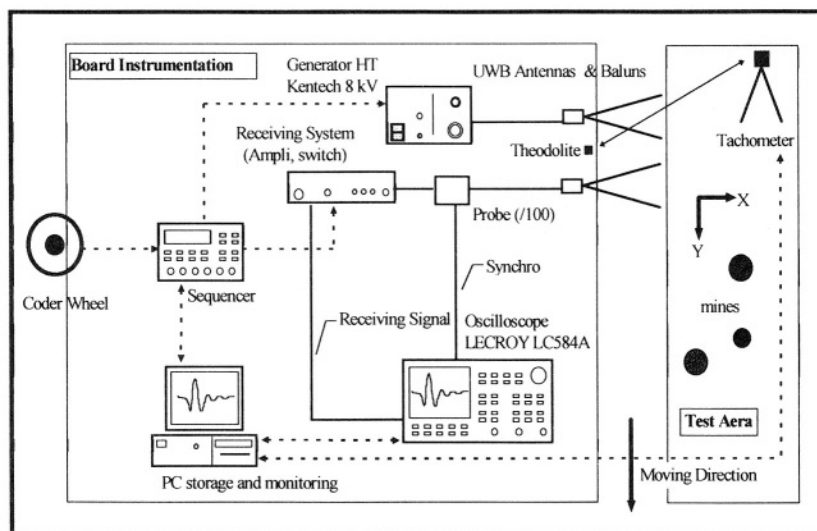 Board Instrumentation
Generator HT
Kentech 8 kV
UWB Antennas & Baluns
Receiving System
(Ampli, switch)
Theodolite
Tachometer
Probe (/100)
X
Y
Coder Wheel
Sequencer
Synchro
mines
Receiving Signal
Oscilloscope
LECROY LC584A
Test Aera
PC storage and monitoring
Moving Direction